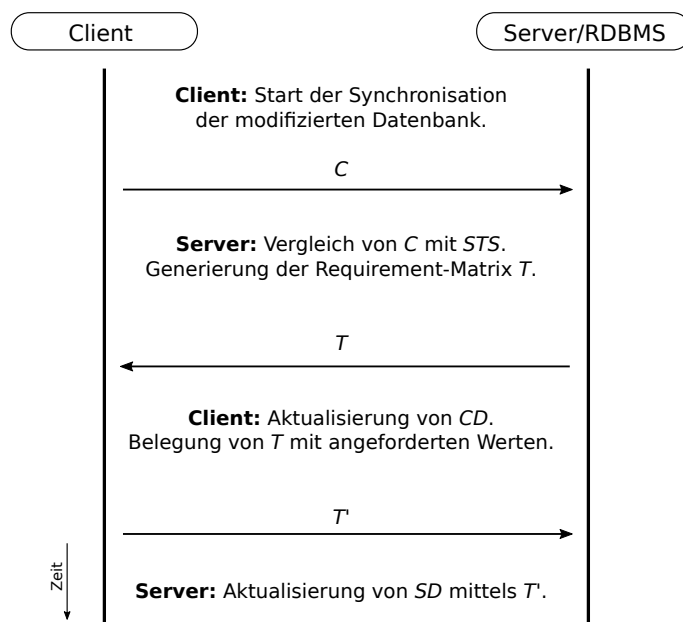 Client
Server/RDBMS
Client: Start der Synchronisation
der modifizierten Datenbank.
C
Server: Vergleich von C mit STS.
Generierung der Requirement-Matrix T.
T
Client: Aktualisierung von CD.
Belegung von T mit angeforderten Werten.
T'
Zeit
Server: Aktualisierung von SD mittels T'.